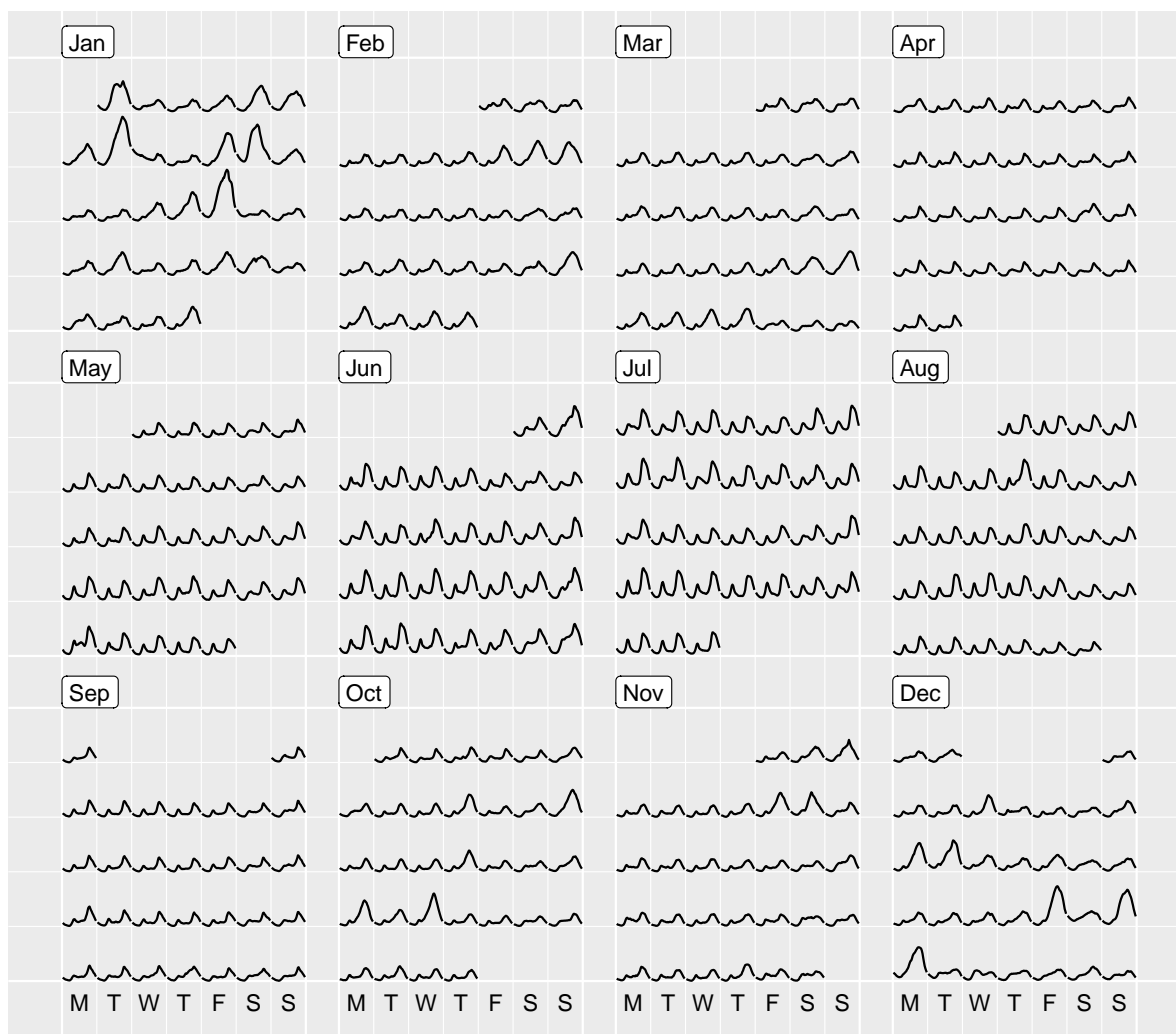 Jan Feb Mar Apr
May Jun Jul Aug
Sep Oct Nov Dec
M T W T F S S M T W T F S S M T W T F S S M T W T F S S